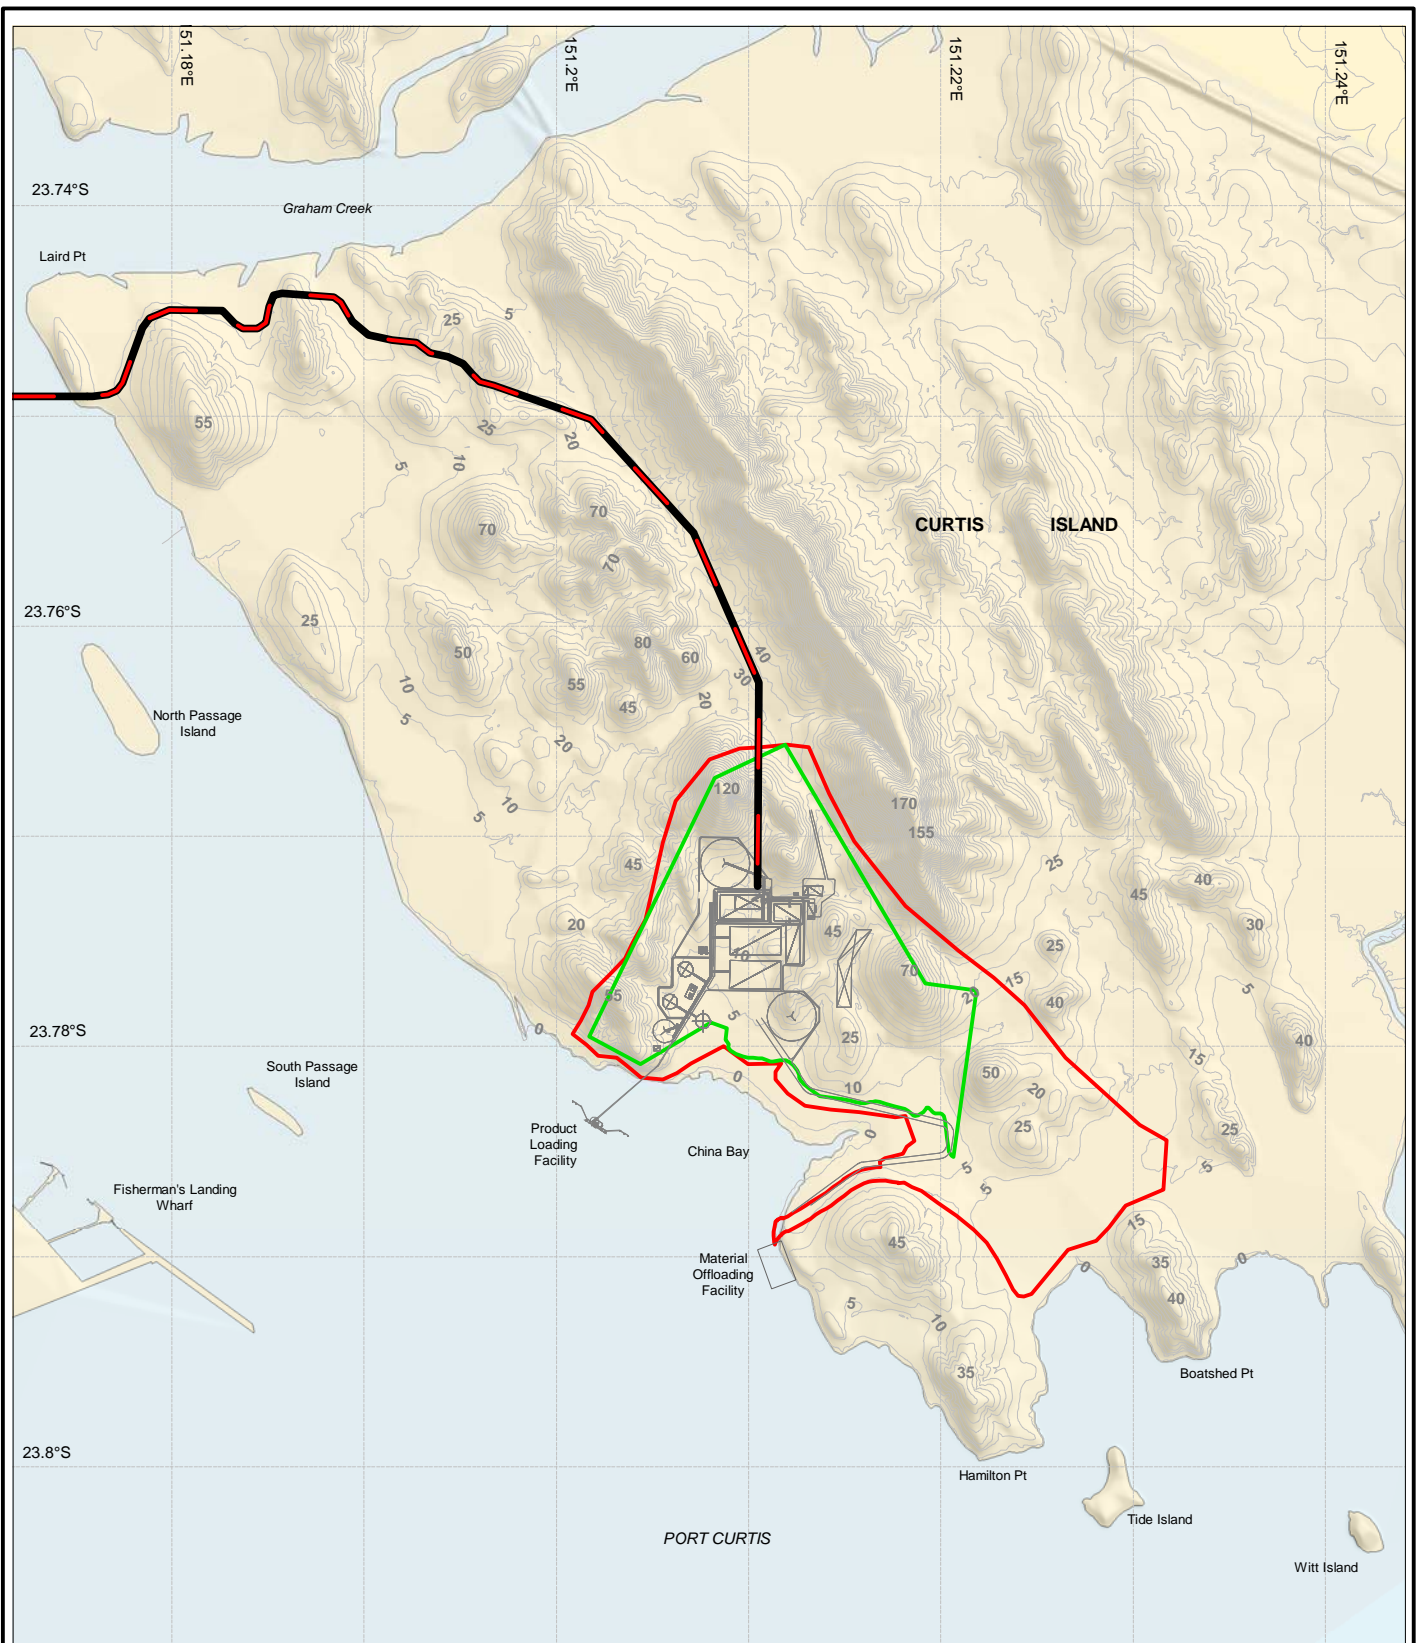 151.18°E
151.2°E
151.22°E
151.24°E
23.74°S
Graham Creek
Laird Pt
5
25
55
25
20
10
5
70
70
CURTIS ISLAND
70
23.76°S
25
80
40
50
60
30
55
10
20
45
5
North Passage
Island
20
120
170
10
5
155
25
45
40
45
20
30
45
25
10
70
15
5
25
55
40
5
23.78°S
0
25
40
15
South Passage
Island
50
0
10
20
Product
Loading
Facility
25
25
0
China Bay
5
5
5
Fisherman's Landing
Wharf
15
45
Material
Offloading
Facility
0
35
0
5
40
10
35
Boatshed Pt
23.8°S
Hamilton Pt
Tide Island
PORT CURTIS
Witt Island